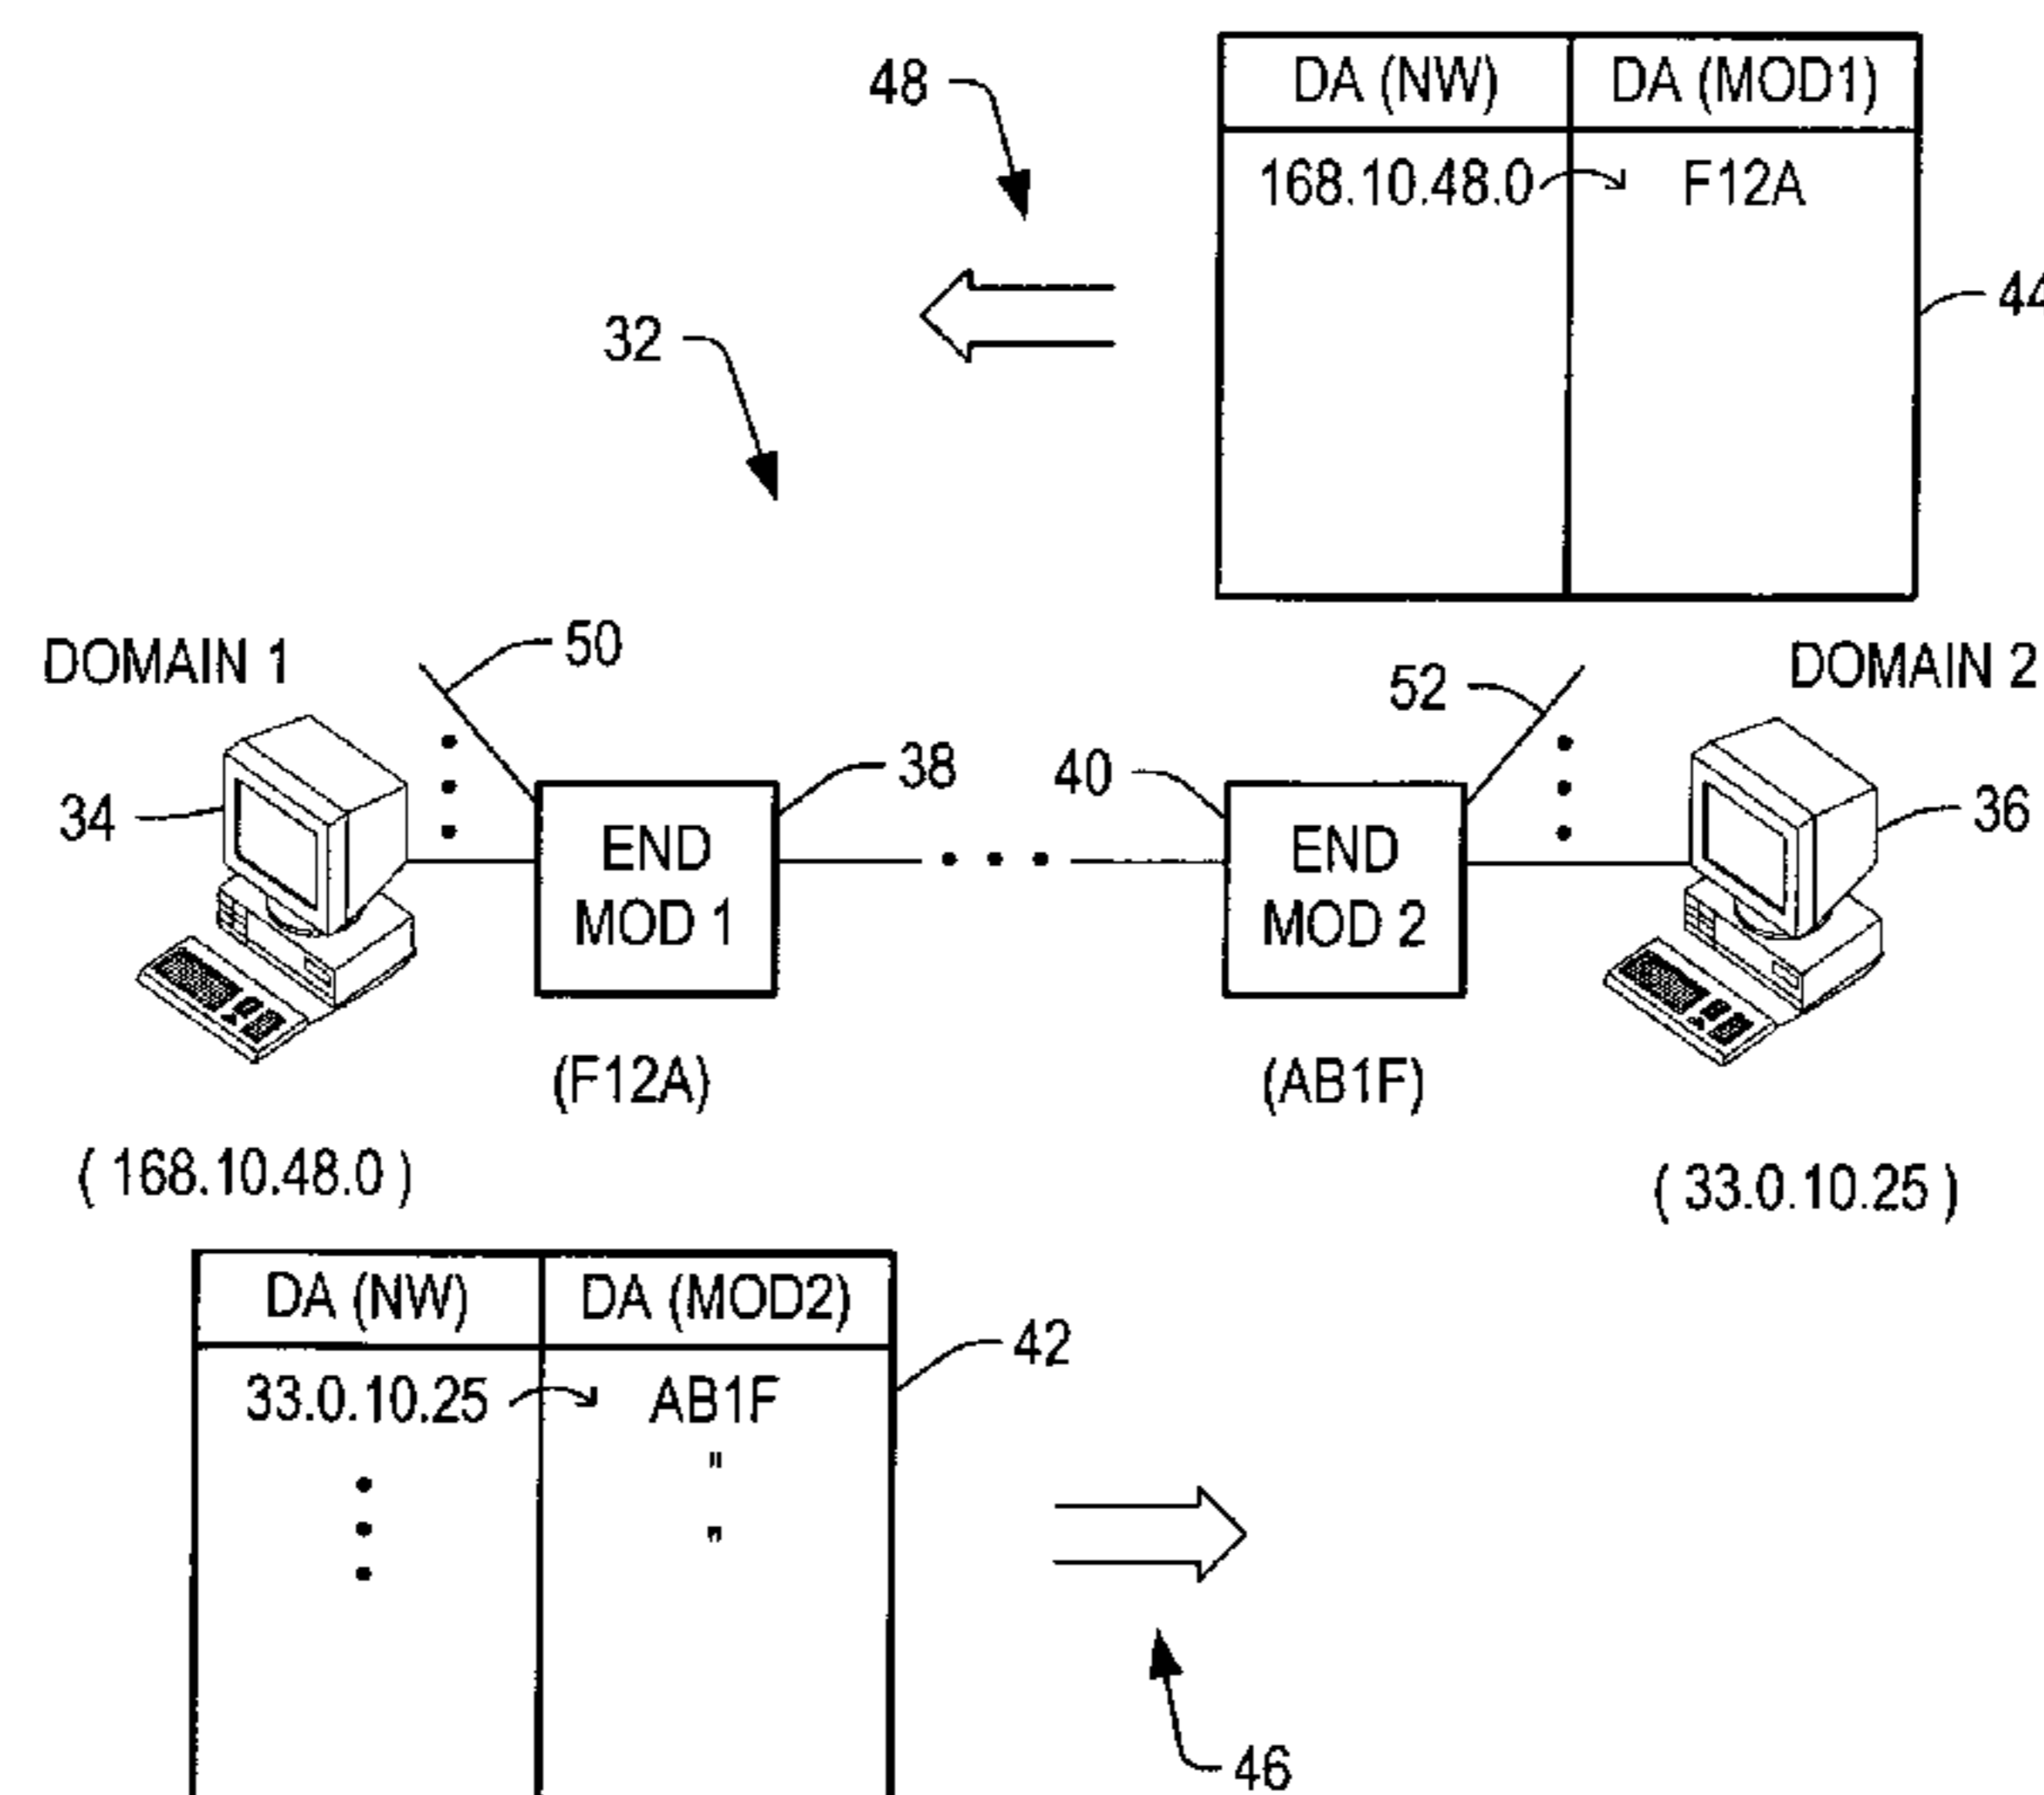 DA (NW) DA (MOD1)
48
168.10.48.0 F12A
44
32
DOMAIN 1
50
52
DOMAIN 2
34
END MOD 1
38
40
END MOD 2
36
(F12A)
(AB1F)
( 168.10.48.0 )
( 33.0.10.25 )
DA (NW) DA (MOD2)
42
33.0.10.25 AB1F
"
"
46